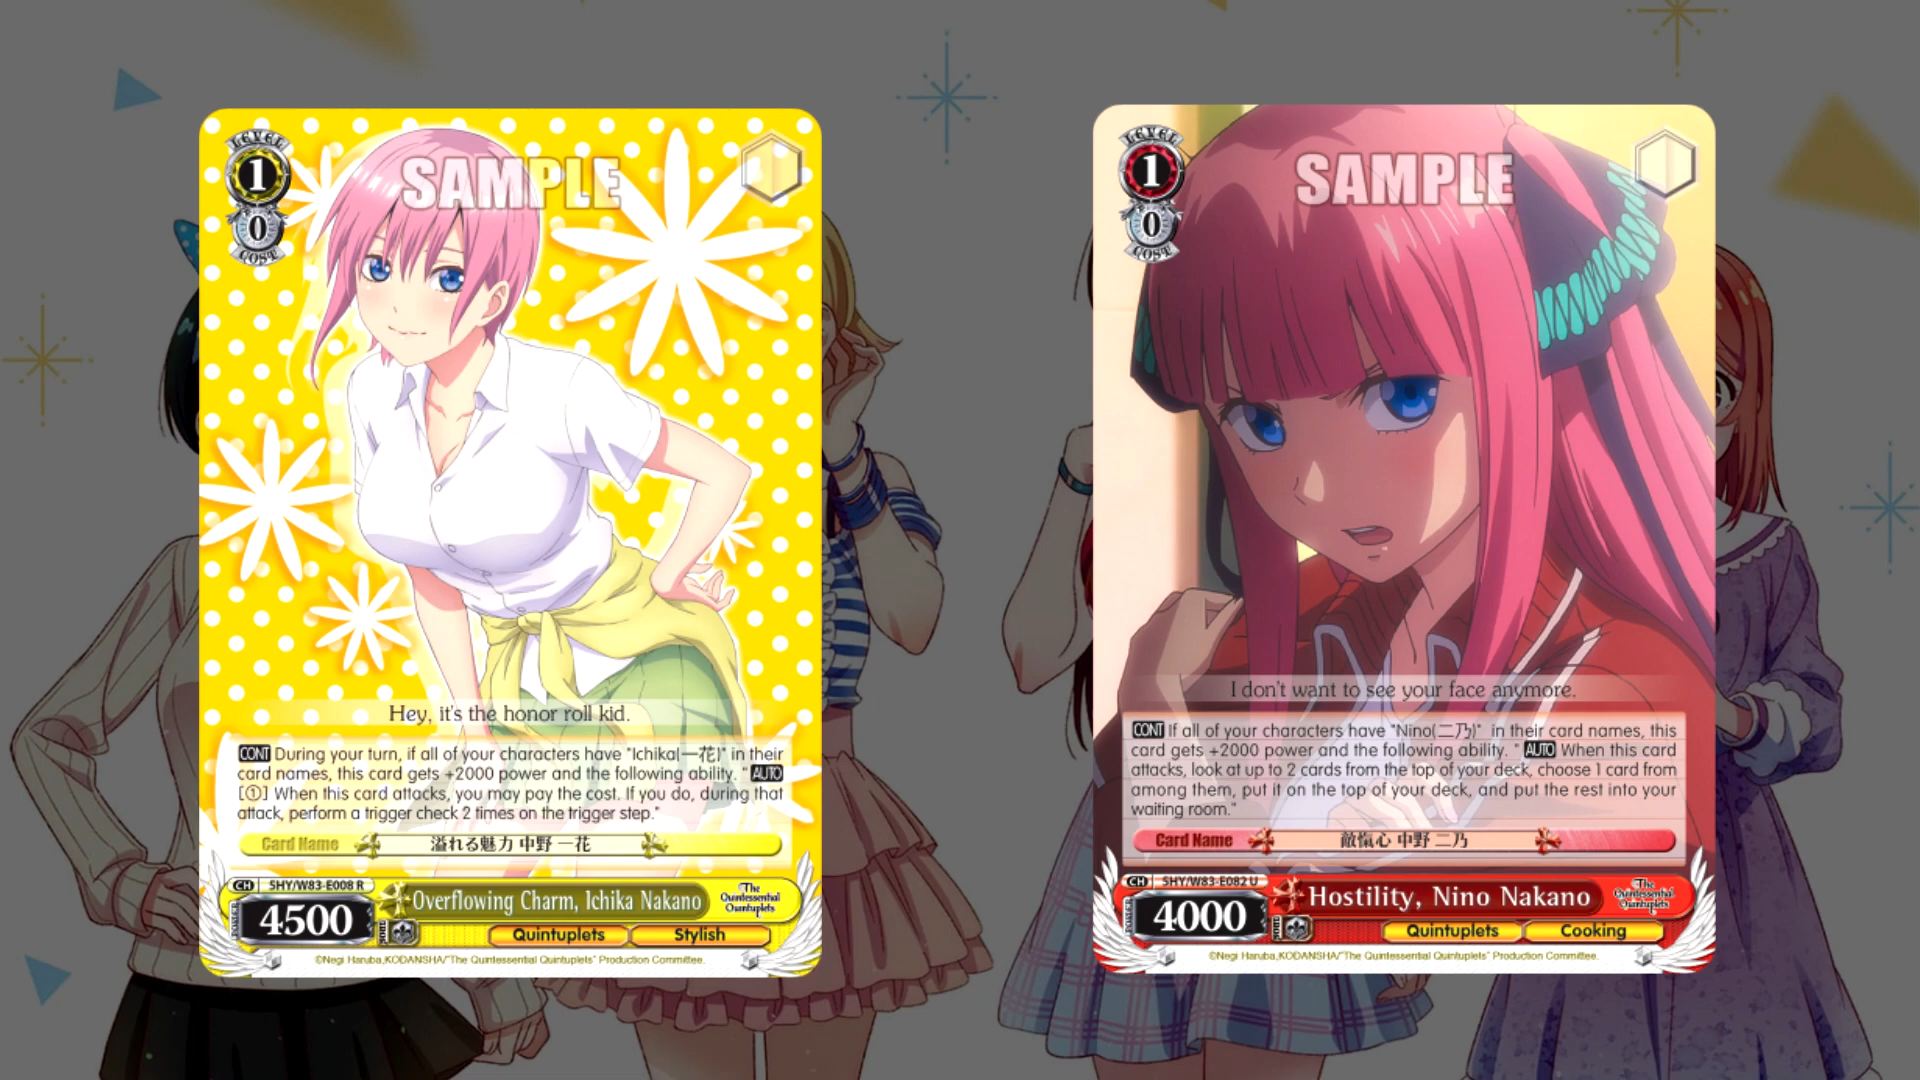 LEVEL
1
0
COST
SAMPLE
Hey, it's the honor roll kid.
CONT During your turn, if all of your characters have "Ichika(一花)" in their
card names, this card gets +2000 power and the following ability. " AUTO
[①] When this card attacks, you may pay the cost. If you do, during that
attack, perform a trigger check 2 times on the trigger step."
Card Name 溢れる魅力 中野 一花
CH 5HY/W83-E008 R
POWER 4500
SOUL
Overflowing Charm, Ichika Nakano
The Quintessential Quintuplets
Quintuplets Stylish
©Negi Haruba,KODANSHA/"The Quintessential Quintuplets" Production Committee.
LEVEL
1
0
COST
SAMPLE
I don't want to see your face anymore.
CONT If all of your characters have "Nino(二乃)" in their card names, this
card gets +2000 power and the following ability. " AUTO When this card
attacks, look at up to 2 cards from the top of your deck, choose 1 card from
among them, put it on the top of your deck, and put the rest into your
waiting room."
Card Name 敵愾心 中野 二乃
CH 5HY/W83-E082 U
POWER 4000
SOUL
Hostility, Nino Nakano
The Quintessential Quintuplets
Quintuplets Cooking
©Negi Haruba,KODANSHA/"The Quintessential Quintuplets" Production Committee.